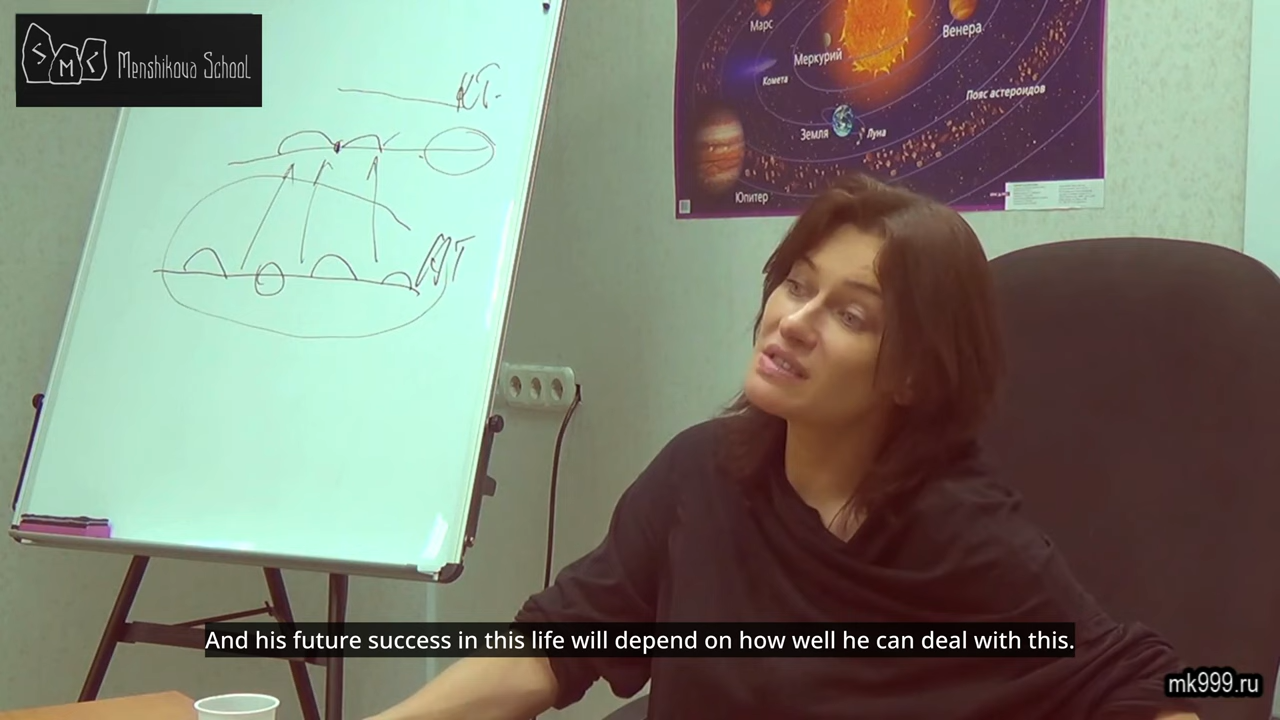 SMS Menshikova School
КТ.
Марс
Венера
Меркурий
Комета
Пояс астероидов
Земля
Луна
Юпитер
And his future success in this life will depend on how well he can deal with this.
mk999.ru